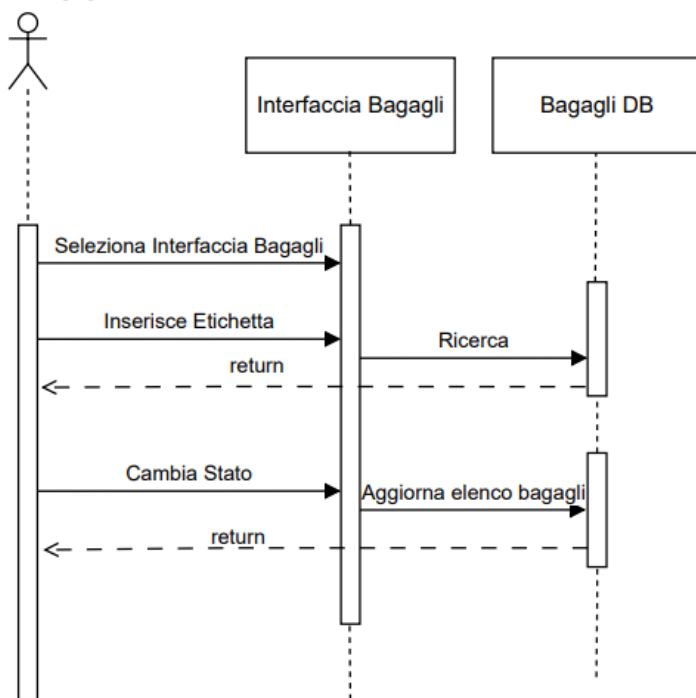 Interfaccia Bagagli
Bagagli DB
Seleziona Interfaccia Bagagli
Inserisce Etichetta
Ricerca
return
Cambia Stato
Aggiorna elenco bagagli
return